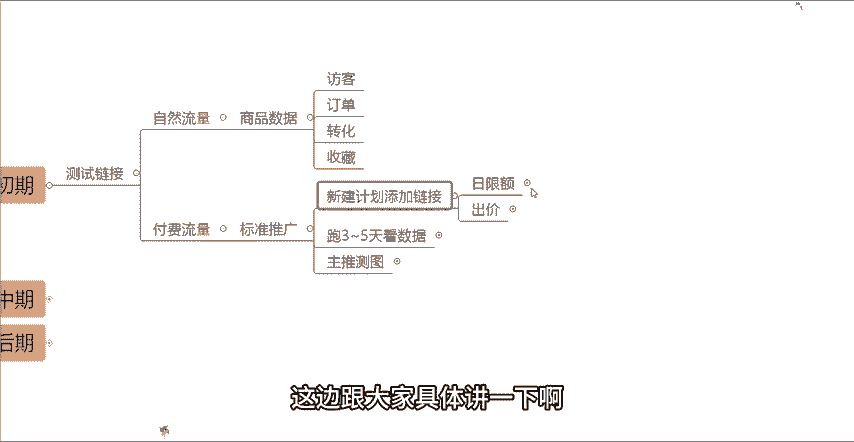 初期
测试链接
自然流量
商品数据
访客
订单
转化
收藏
付费流量
标准推广
新建计划添加链接
日限额
出价
跑3~5天看数据
主推测图
中期
后期
这边跟大家具体讲一下啊